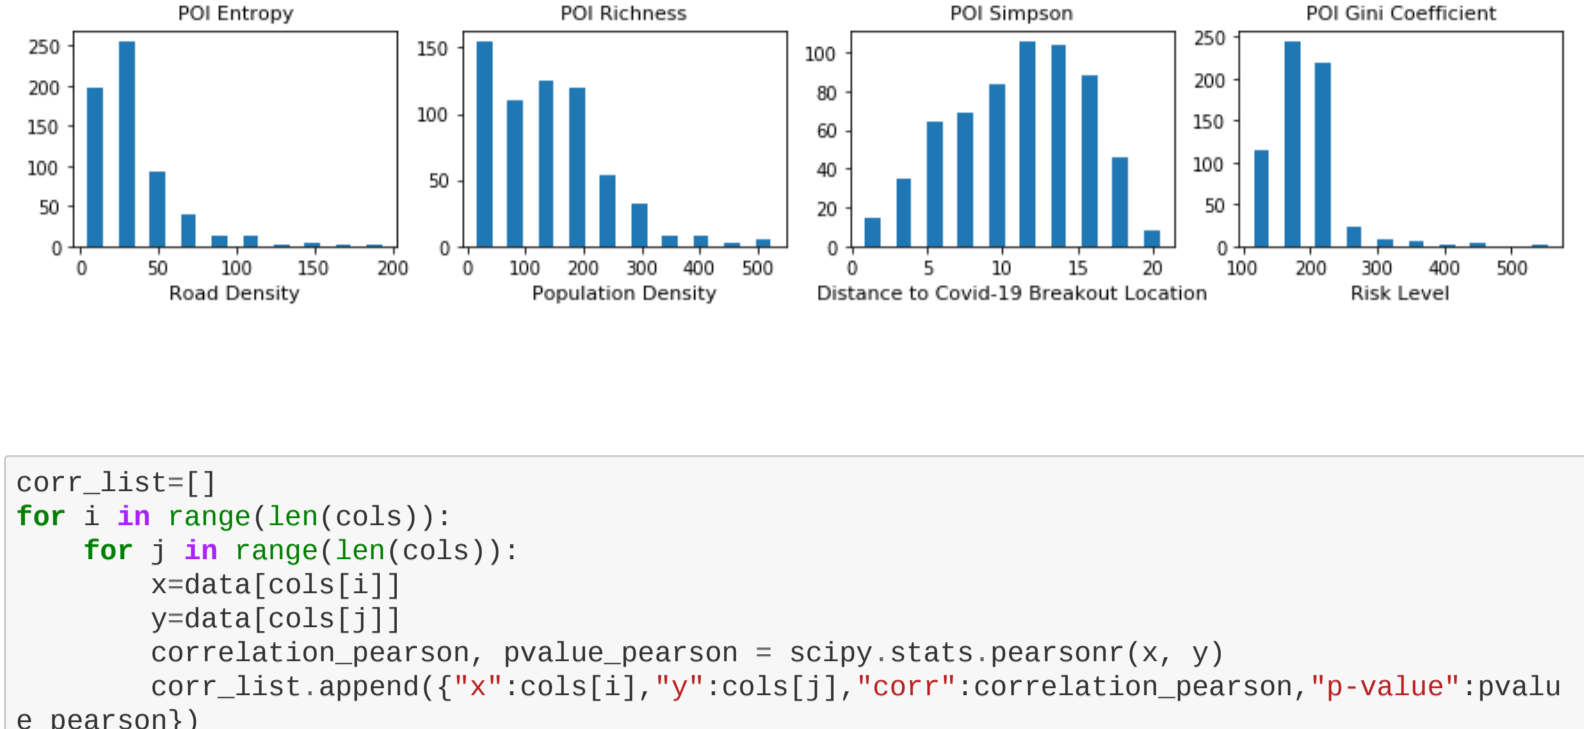 POI Entropy POI Richness POI Simpson POI Gini Coefficient
250 200 150 100 50 0
0 50 100 150 200
Road Density
150 100 50 0
0 100 200 300 400 500
Population Density
100 80 60 40 20 0
0 5 10 15 20
Distance to Covid-19 Breakout Location
250 200 150 100 50 0
100 200 300 400 500
Risk Level
corr_list=[]
for i in range(len(cols)):
    for j in range(len(cols)):
        x=data[cols[i]]
        y=data[cols[j]]
        correlation_pearson, pvalue_pearson = scipy.stats.pearsonr(x, y)
        corr_list.append({"x":cols[i],"y":cols[j],"corr":correlation_pearson,"p-value":pvalu
e_pearson})